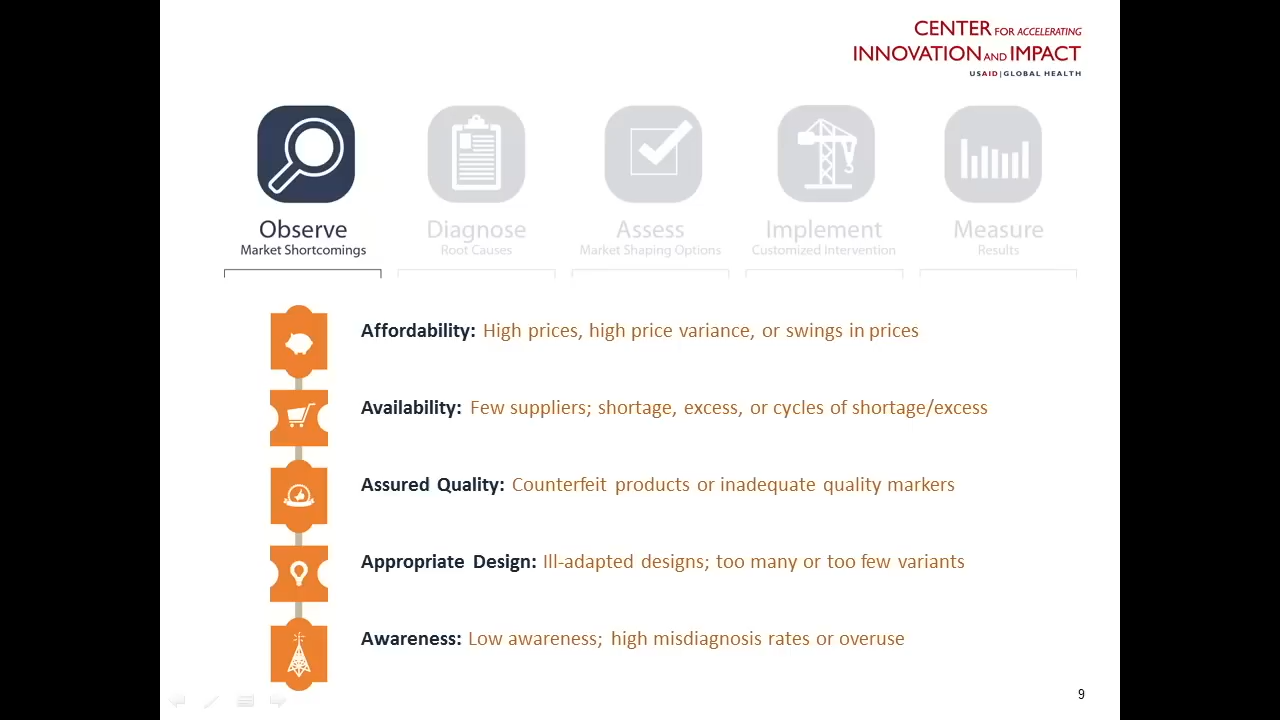 CENTER FOR ACCELERATING
INNOVATION AND IMPACT
USAID | GLOBAL HEALTH
Observe
Market Shortcomings
Diagnose
Root Causes
Assess
Market Shaping Options
Implement
Customized Intervention
Measure
Results
Affordability: High prices, high price variance, or swings in prices
Availability: Few suppliers; shortage, excess, or cycles of shortage/excess
Assured Quality: Counterfeit products or inadequate quality markers
Appropriate Design: Ill-adapted designs; too many or too few variants
Awareness: Low awareness; high misdiagnosis rates or overuse
9